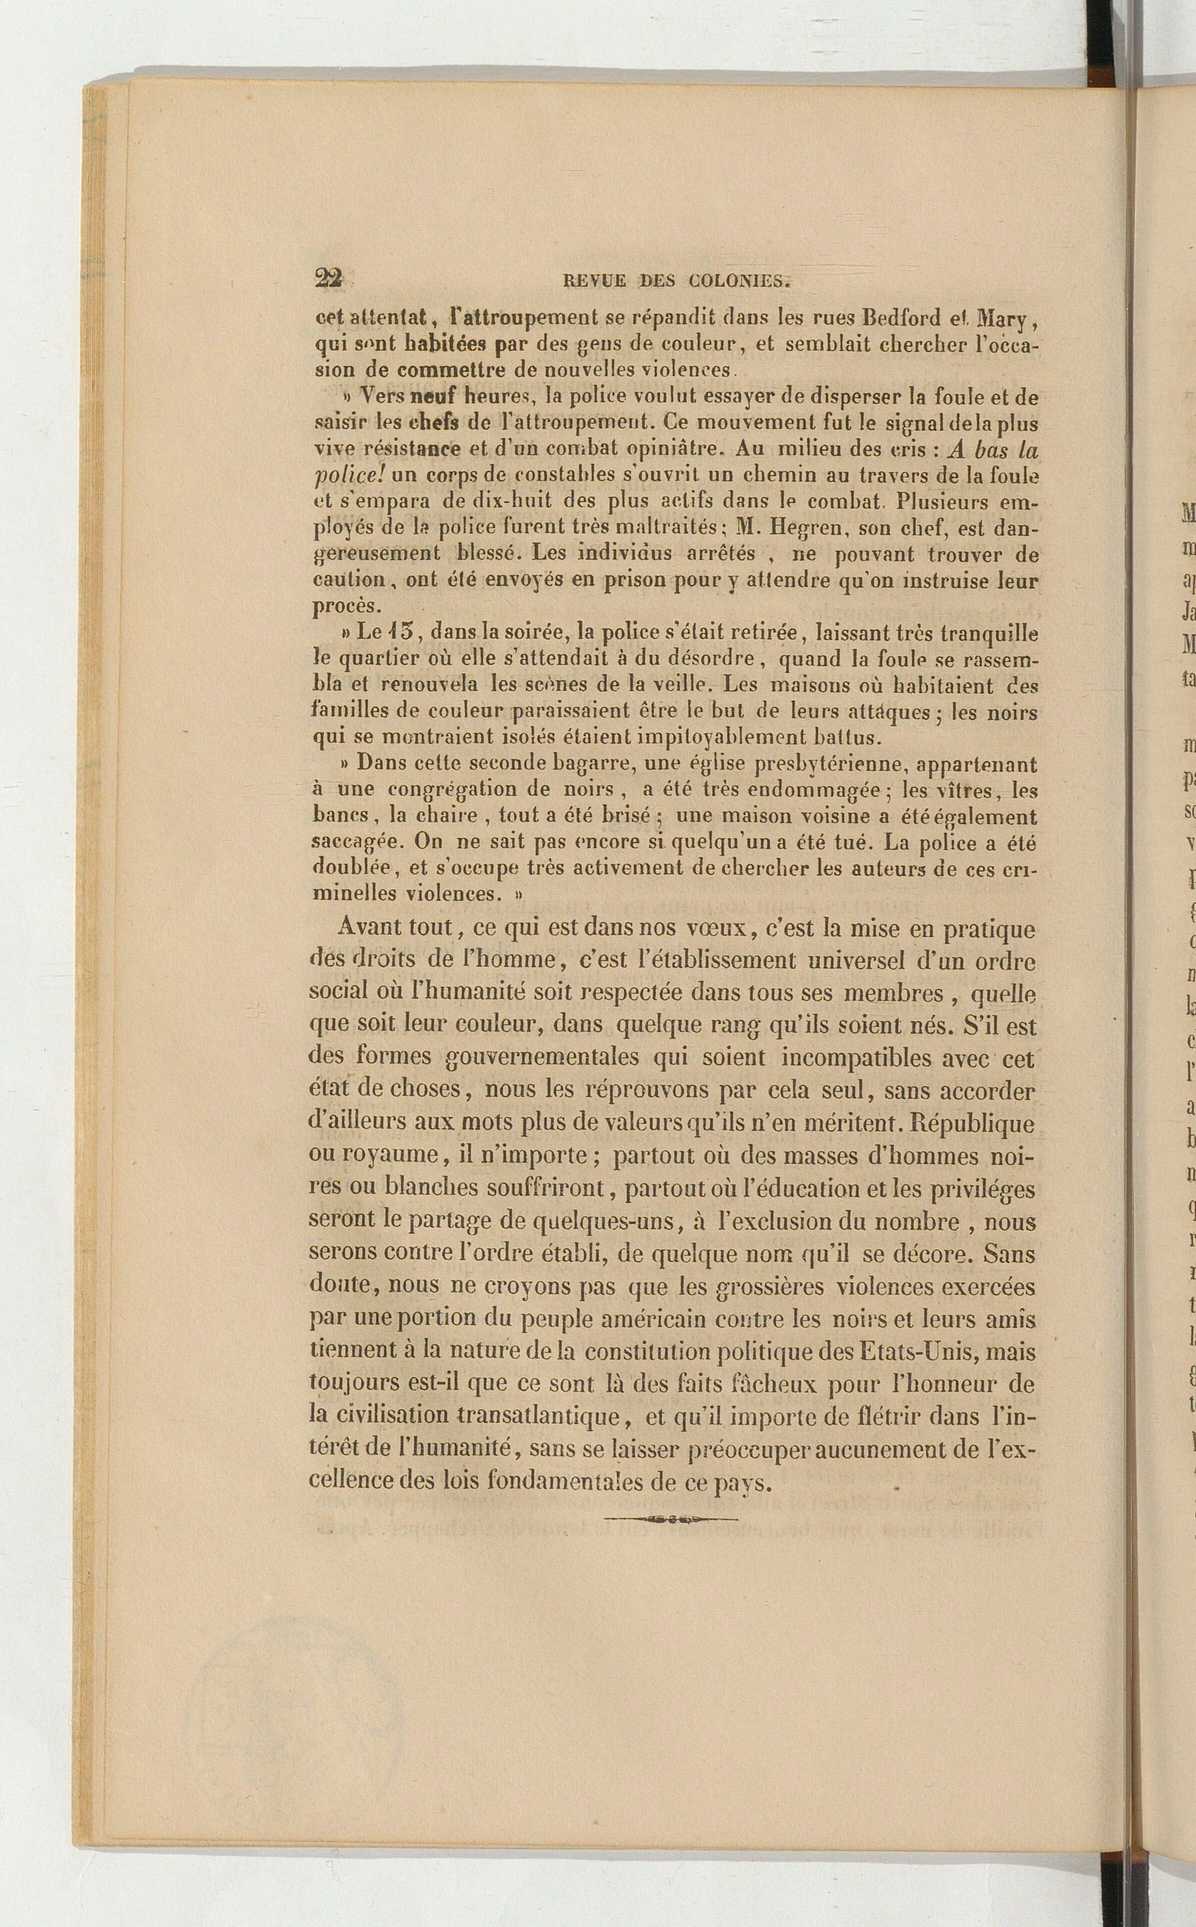 22 REVUE DES COLONIES.
cet attentat, l'attroupement se répandit dans les rues Bedford et Mary,
qui sont habitées par des gens de couleur, et semblait chercher l'occa-
sion de commettre de nouvelles violences.
» Vers neuf heures, la police voulut essayer de disperser la foule et de
saisir les chefs de l'attroupement. Ce mouvement fut le signal de la plus
vive résistance et d'un combat opiniâtre. Au milieu des cris : A bas la
police! un corps de constables s'ouvrit un chemin au travers de la foule
et s'empara de dix-huit des plus actifs dans le combat. Plusieurs em-
ployés de la police furent très maltraités; M. Hegren, son chef, est dan-
gereusement blessé. Les individus arrêtés, ne pouvant trouver de
caution, ont été envoyés en prison pour y attendre qu'on instruise leur
procès.
» Le 13, dans la soirée, la police s'était retirée, laissant très tranquille
le quartier où elle s'attendait à du désordre, quand la foule se rassem-
bla et renouvela les scènes de la veille. Les maisons où habitaient des
familles de couleur paraissaient être le but de leurs attaques; les noirs
qui se montraient isolés étaient impitoyablement battus.
» Dans cette seconde bagarre, une église presbytérienne, appartenant
à une congrégation de noirs, a été très endommagée; les vîtres, les
bancs, la chaire, tout a été brisé; une maison voisine a été également
saccagée. On ne sait pas encore si quelqu'un a été tué. La police a été
doublée, et s'occupe très activement de chercher les auteurs de ces cri-
minelles violences. »
Avant tout, ce qui est dans nos vœux, c'est la mise en pratique
des droits de l'homme, c'est l'établissement universel d'un ordre
social où l'humanité soit respectée dans tous ses membres, quelle
que soit leur couleur, dans quelque rang qu'ils soient nés. S'il est
des formes gouvernementales qui soient incompatibles avec cet
état de choses, nous les réprouvons par cela seul, sans accorder
d'ailleurs aux mots plus de valeurs qu'ils n'en méritent. République
ou royaume, il n'importe; partout où des masses d'hommes noi-
res ou blanches souffriront, partout où l'éducation et les priviléges
seront le partage de quelques-uns, à l'exclusion du nombre, nous
serons contre l'ordre établi, de quelque nom qu'il se décore. Sans
doute, nous ne croyons pas que les grossières violences exercées
par une portion du peuple américain contre les noirs et leurs amis
tiennent à la nature de la constitution politique des Etats-Unis, mais
toujours est-il que ce sont là des faits fâcheux pour l'honneur de
la civilisation transatlantique, et qu'il importe de flétrir dans l'in-
térêt de l'humanité, sans se laisser préoccuper aucunement de l'ex-
cellence des lois fondamentales de ce pays.